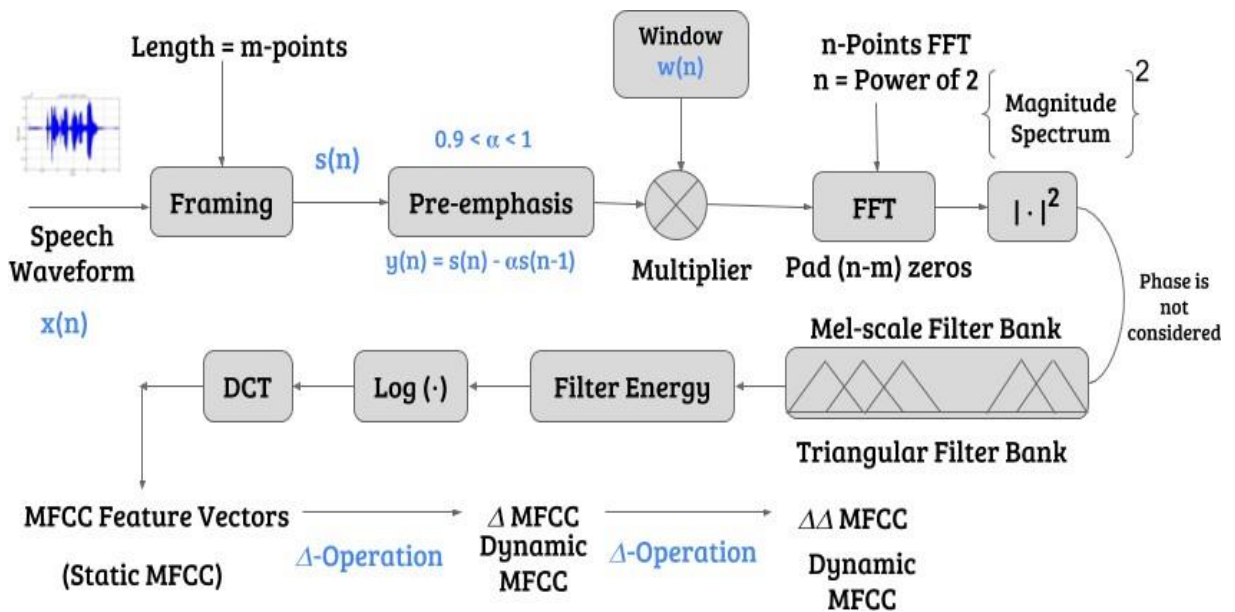 Length = m-points
Window
w(n)
n-Points FFT
n = Power of 2
{ Magnitude
Spectrum }²
Framing
s(n)
0.9 < α < 1
Pre-emphasis
y(n) = s(n) - αs(n-1)
Multiplier
FFT
Pad (n-m) zeros
| · |²
Speech
Waveform
x(n)
Phase is
not
considered
Mel-scale Filter Bank
Triangular Filter Bank
Filter Energy
Log (·)
DCT
MFCC Feature Vectors
(Static MFCC)
Δ-Operation
Δ MFCC
Dynamic
MFCC
Δ-Operation
ΔΔ MFCC
Dynamic
MFCC